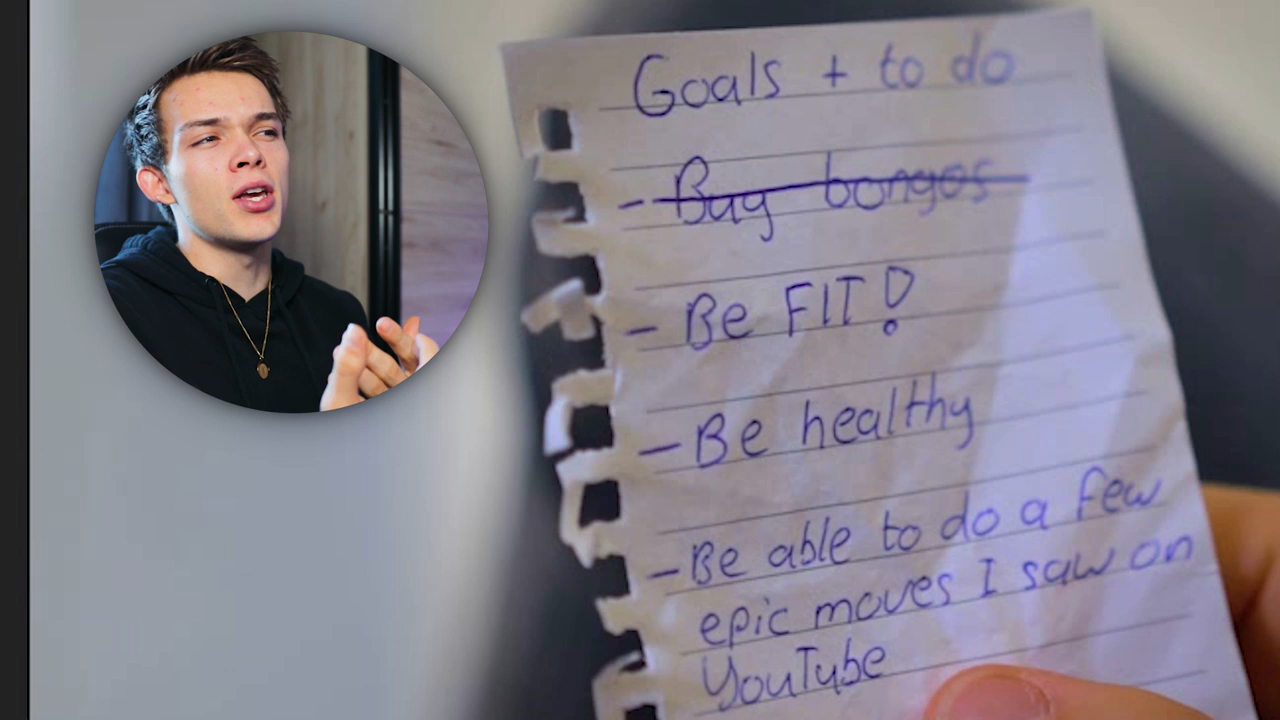 Goals + to do
- Buy bongos
- Be FIT!
- Be healthy
- Be able to do a few
epic moves I saw on
YouTube